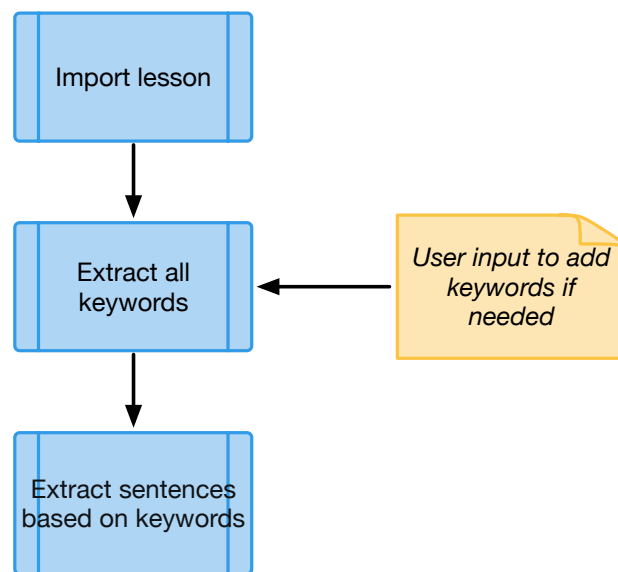 Import lesson
Extract all
keywords
User input to add
keywords if
needed
Extract sentences
based on keywords